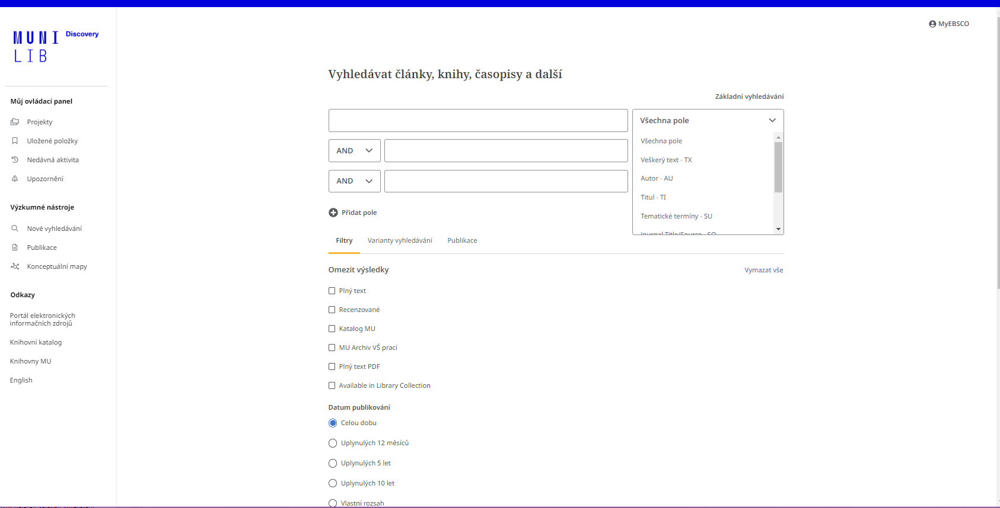 MUNI Discovery
LIB
MyEBSCO
Můj ovládací panel
Projekty
Uložené položky
Nedávná aktivita
Upozornění
Výzkumné nástroje
Nové vyhledávání
Publikace
Konceptuální mapy
Odkazy
Portál elektronických
informačních zdrojů
Knihovní katalog
Knihovny MU
English
Vyhledávat články, knihy, časopisy a další
Základní vyhledávání
Všechna pole
AND
AND
Všechna pole
Veškerý text - TX
Autor - AU
Titul - TI
Tematické termíny - SU
Journal Title/Source - SO
Přidat pole
Filtry
Varianty vyhledávání
Publikace
Omezit výsledky
Vymazat vše
Plný text
Recenzované
Katalog MU
MU Archiv VŠ prací
Plný text PDF
Available in Library Collection
Datum publikování
Celou dobu
Uplynulých 12 měsíců
Uplynulých 5 let
Uplynulých 10 let
Vlastní rozsah